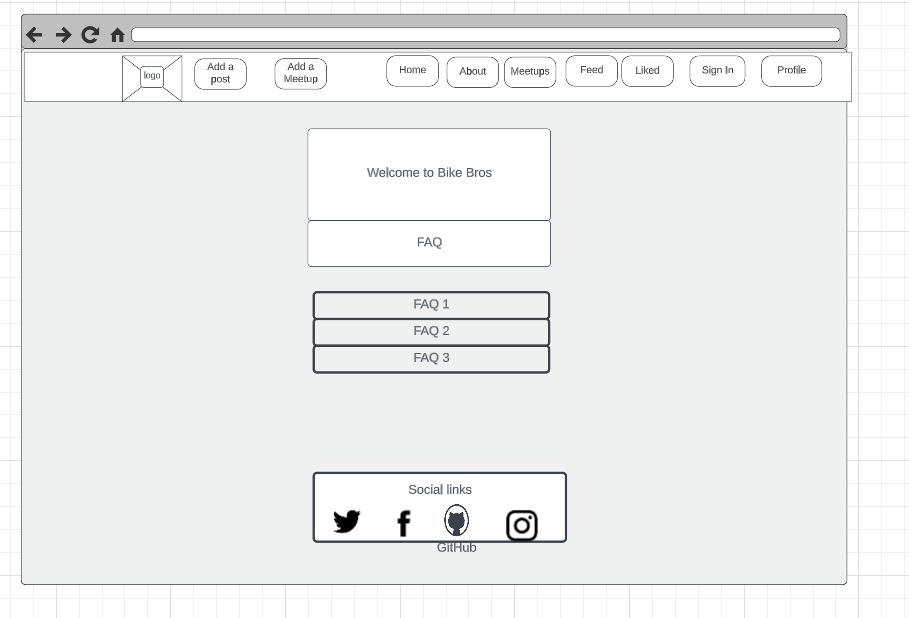 logo
Add a
post
Add a
Meetup
Home
About
Meetups
Feed
Liked
Sign In
Profile
Welcome to Bike Bros
FAQ
FAQ 1
FAQ 2
FAQ 3
Social links
GitHub